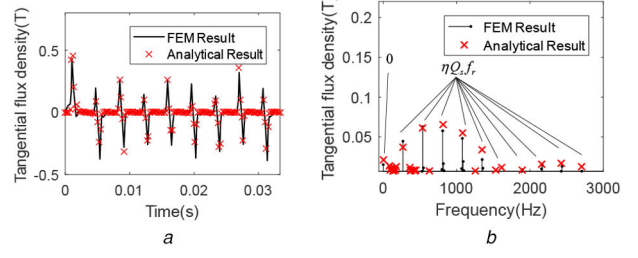 Tangential flux density(T)
0.5
0
-0.5
FEM Result
Analytical Result
0 0.01 0.02 0.03
Time(s)
a
Tangential flux density(T)
0.2
0.15
0.1
0.05
FEM Result
Analytical Result
0
ηQ_s f_r
0 1000 2000 3000
Frequency(Hz)
b